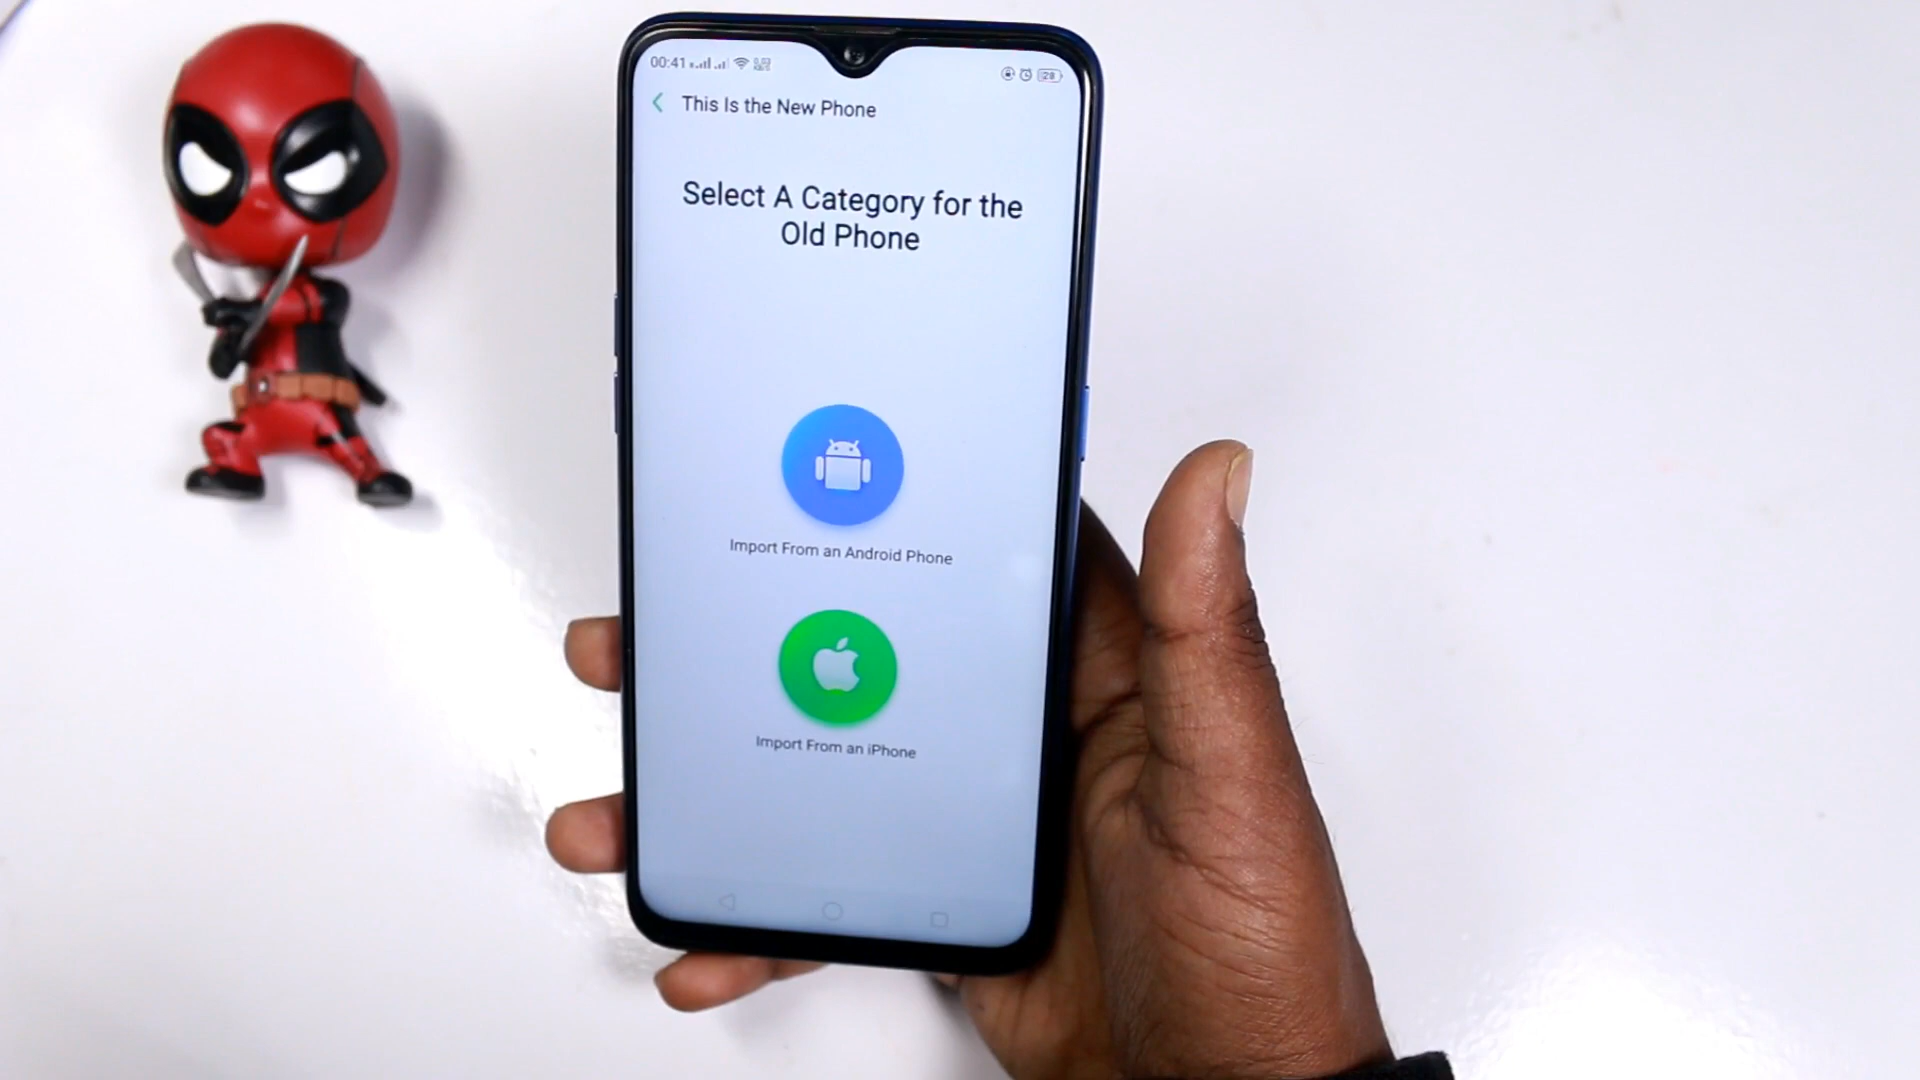 00:41
28
This Is the New Phone
Select A Category for the
Old Phone
Import From an Android Phone
Import From an iPhone